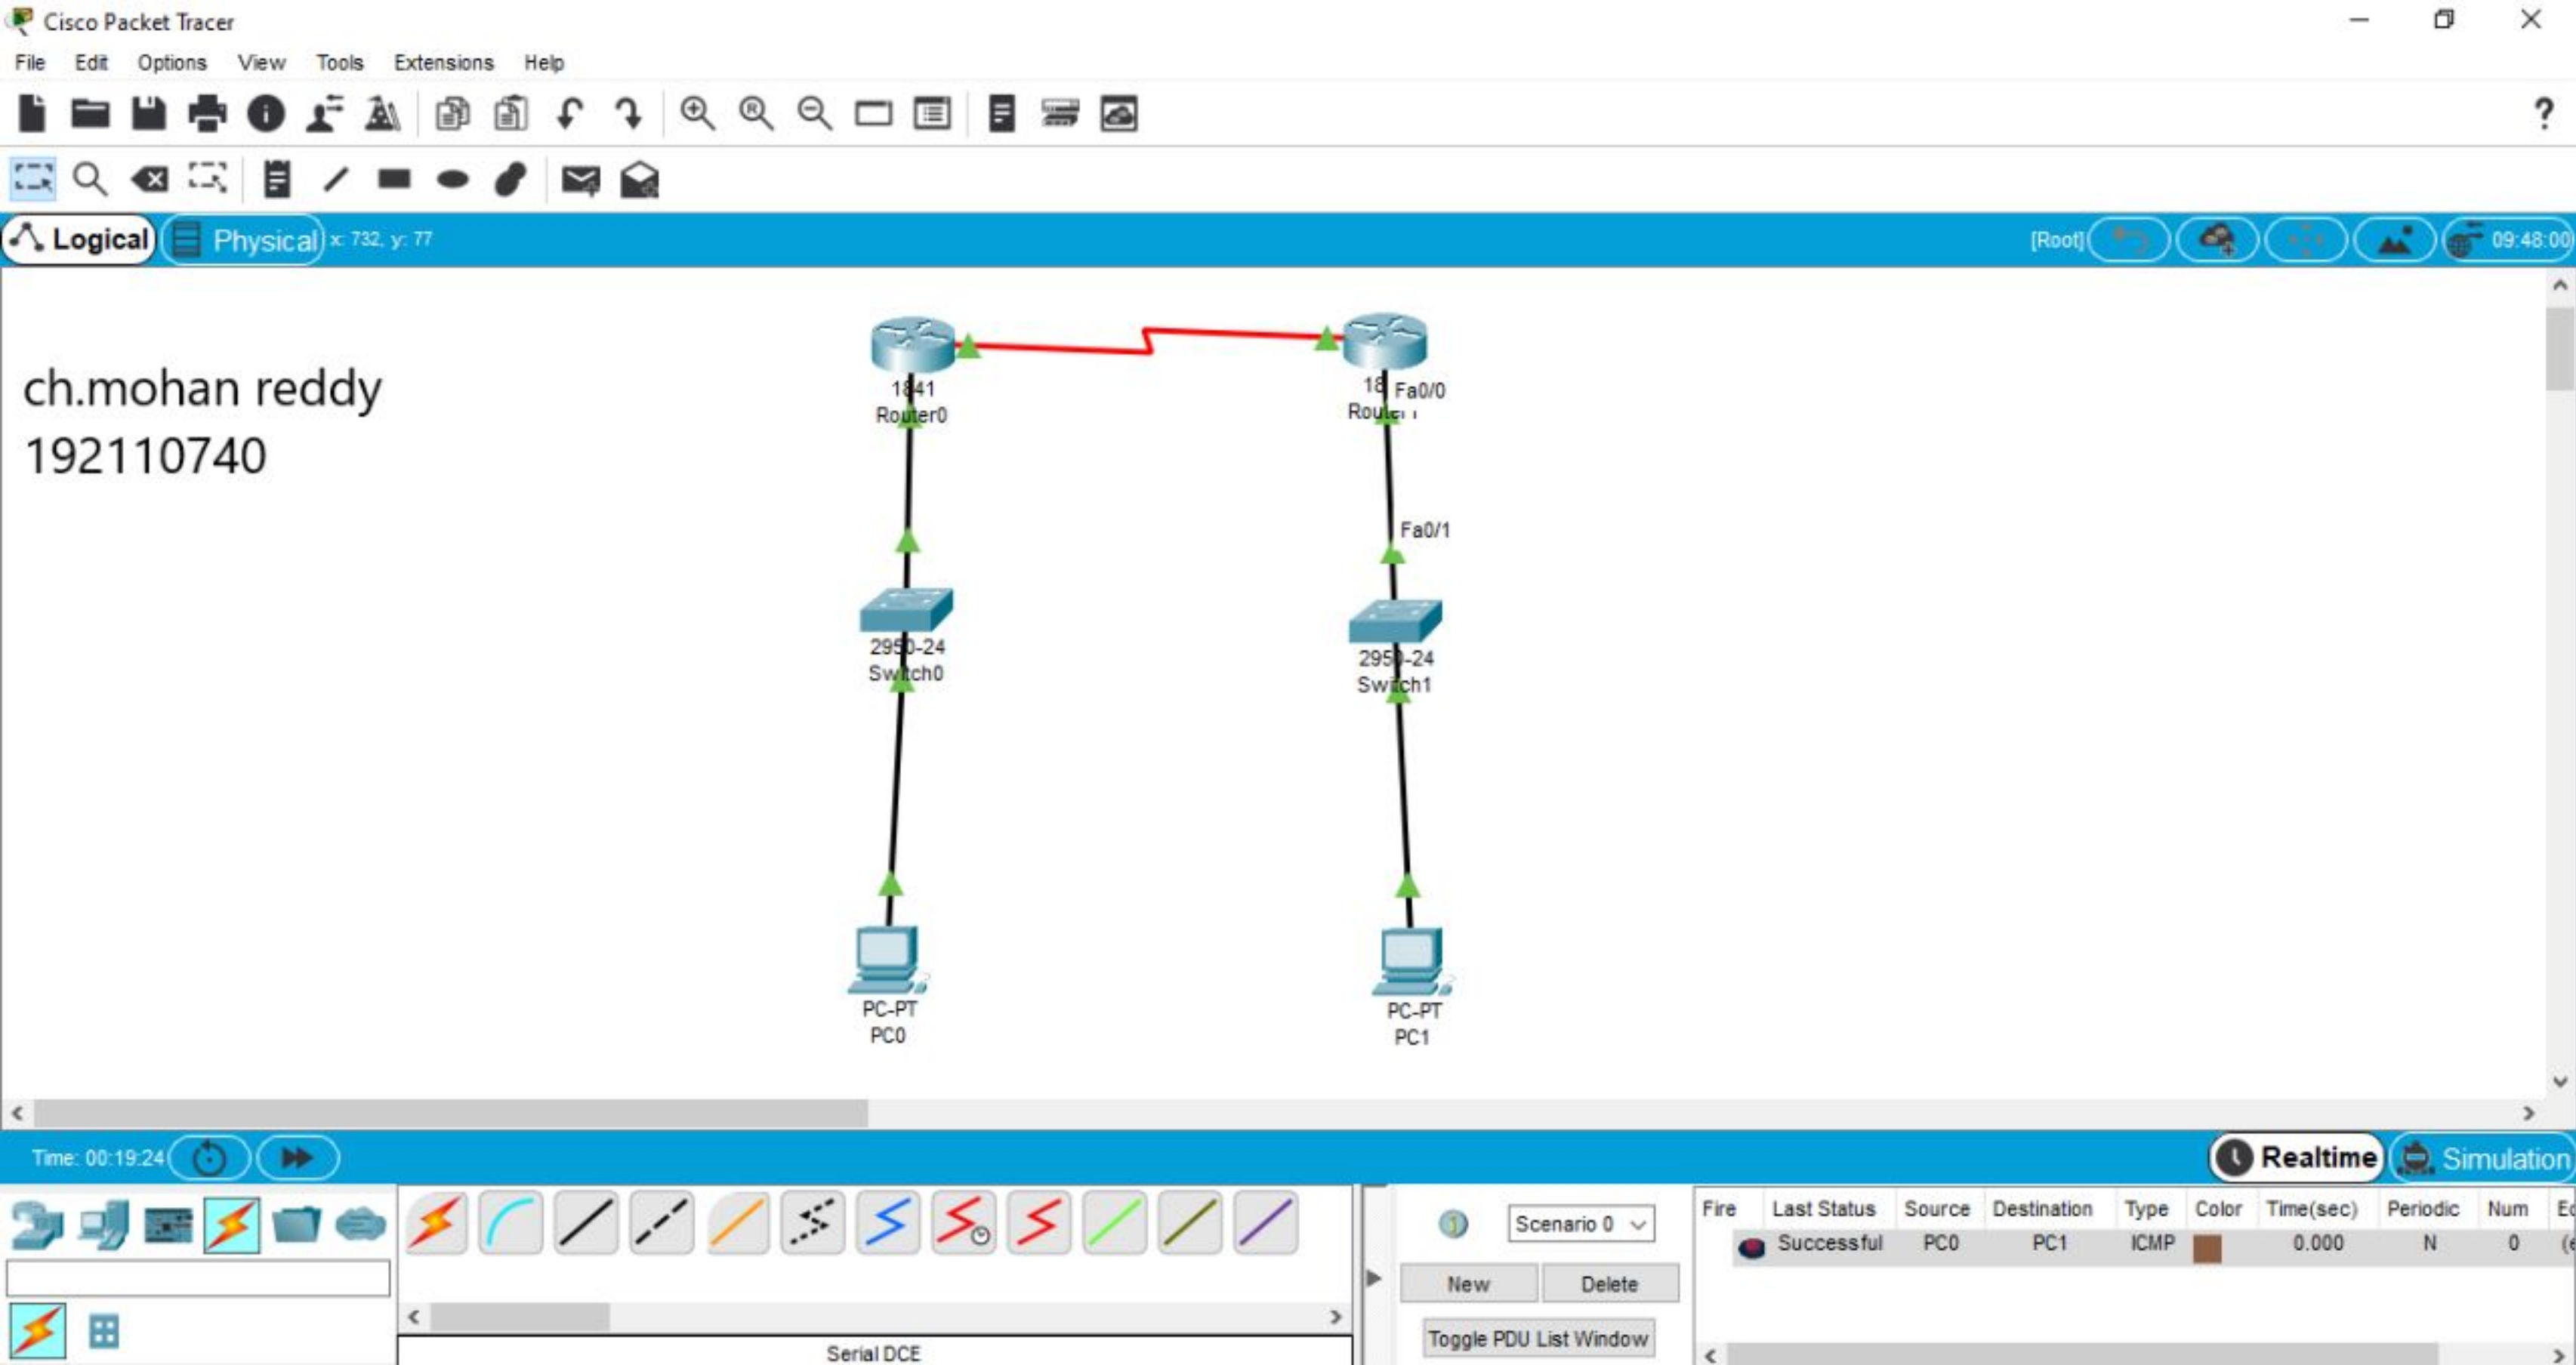 Cisco Packet Tracer
File Edit Options View Tools Extensions Help
?
Logical Physical x: 732, y: 77 [Root] 09:48:00
ch.mohan reddy
192110740
1841
Router0
18
Fa0/0
Fa0/1
2950-24
Switch0
2950-24
Switch1
PC-PT
PC0
PC-PT
PC1
Time: 00:19:24 Realtime Simulation
Scenario 0
New Delete
Toggle PDU List Window
Fire Last Status Source Destination Type Color Time(sec) Periodic Num
Successful PC0 PC1 ICMP 0.000 N 0
Serial DCE